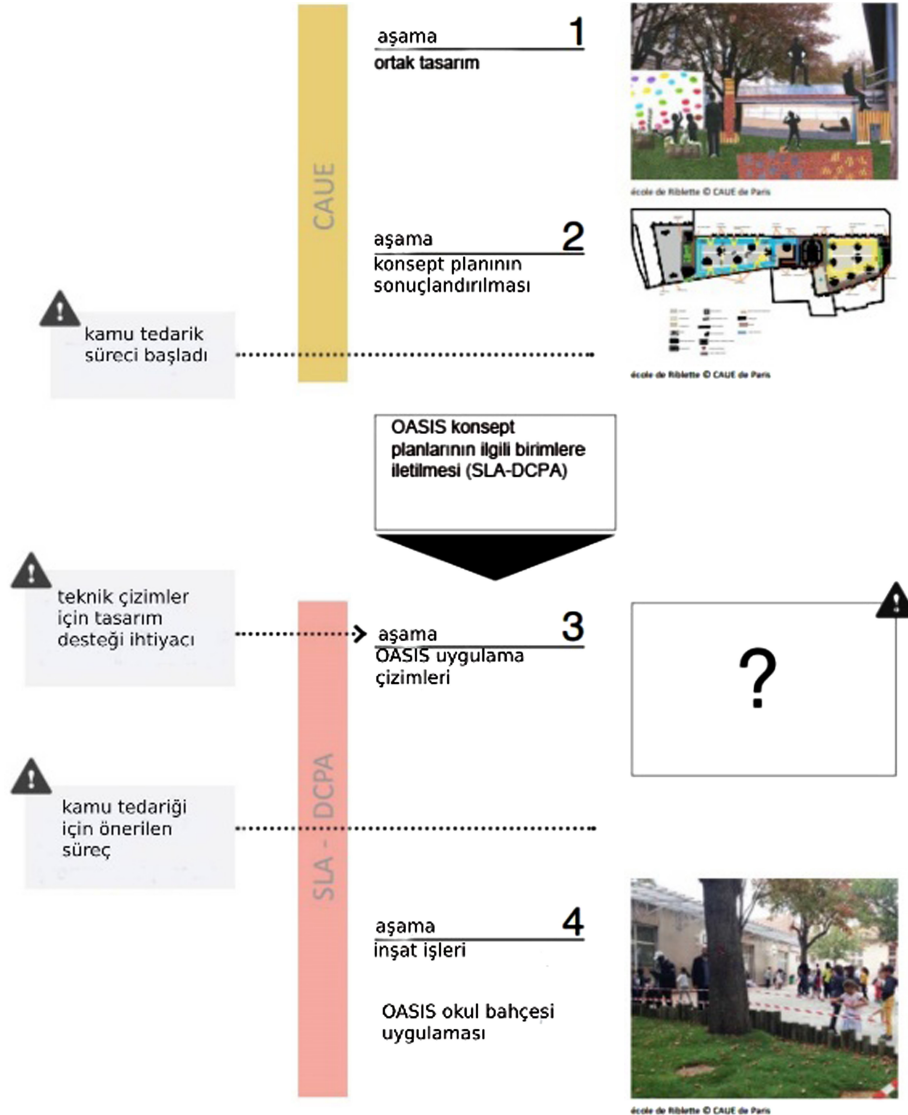 aşama 1
ortak tasarım
école de Riblette © CAUE de Paris
CAUE
aşama 2
konsept planının
sonuçlandırılması
kamu tedarik
süreci başladı
école de Riblette © CAUE de Paris
OASIS konsept
planlarının ilgili birimlere
iletilmesi (SLA-DCPA)
teknik çizimler
için tasarım
desteği ihtiyacı
aşama 3
OASIS uygulama
çizimleri
?
SLA - DCPA
kamu tedariği
için önerilen
süreç
aşama 4
inşat işleri
OASIS okul bahçesi
uygulaması
école de Riblette © CAUE de Paris